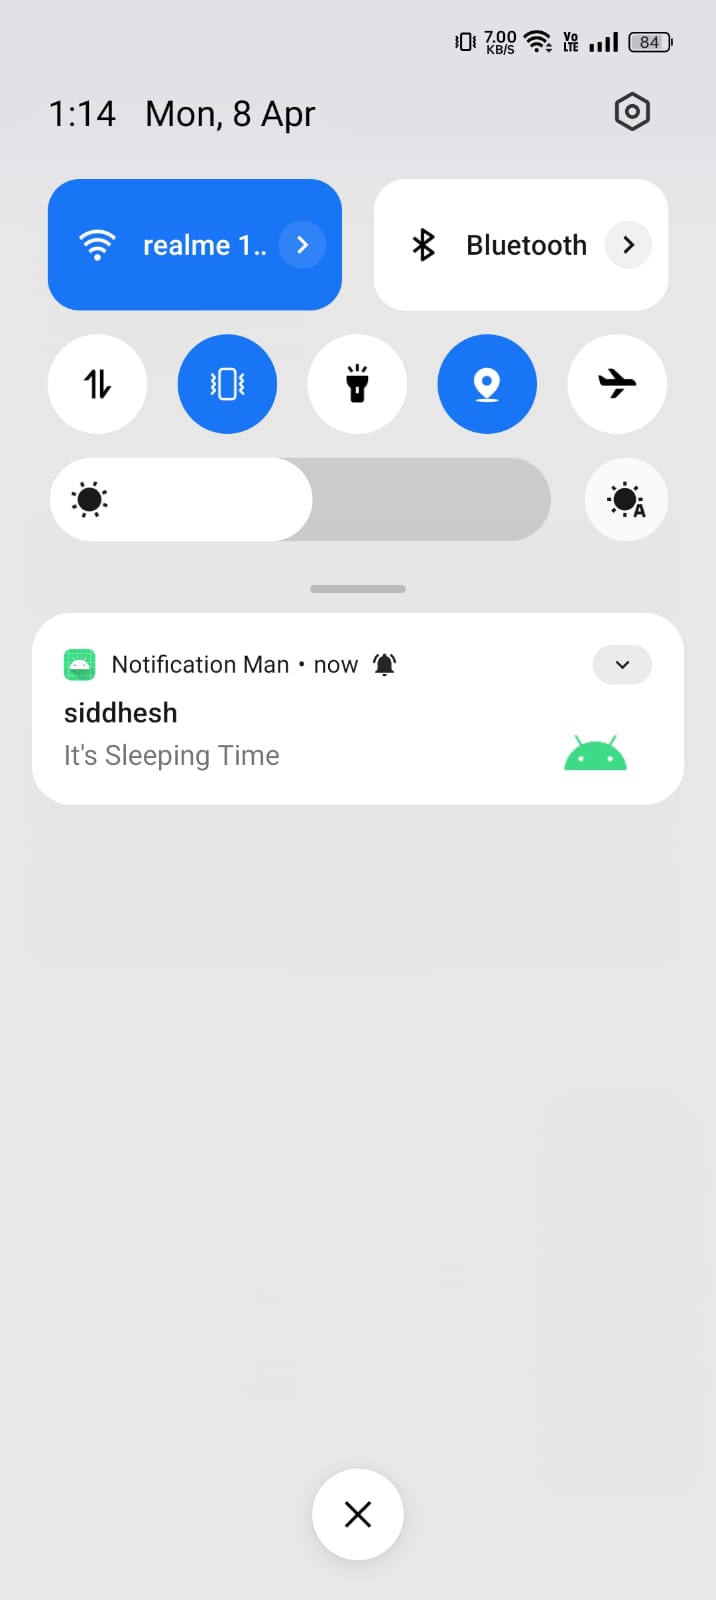 7.00
KB/S
Vo
LTE
84
1:14 Mon, 8 Apr
realme 1..
Bluetooth
A
Notification Man • now
siddhesh
It's Sleeping Time